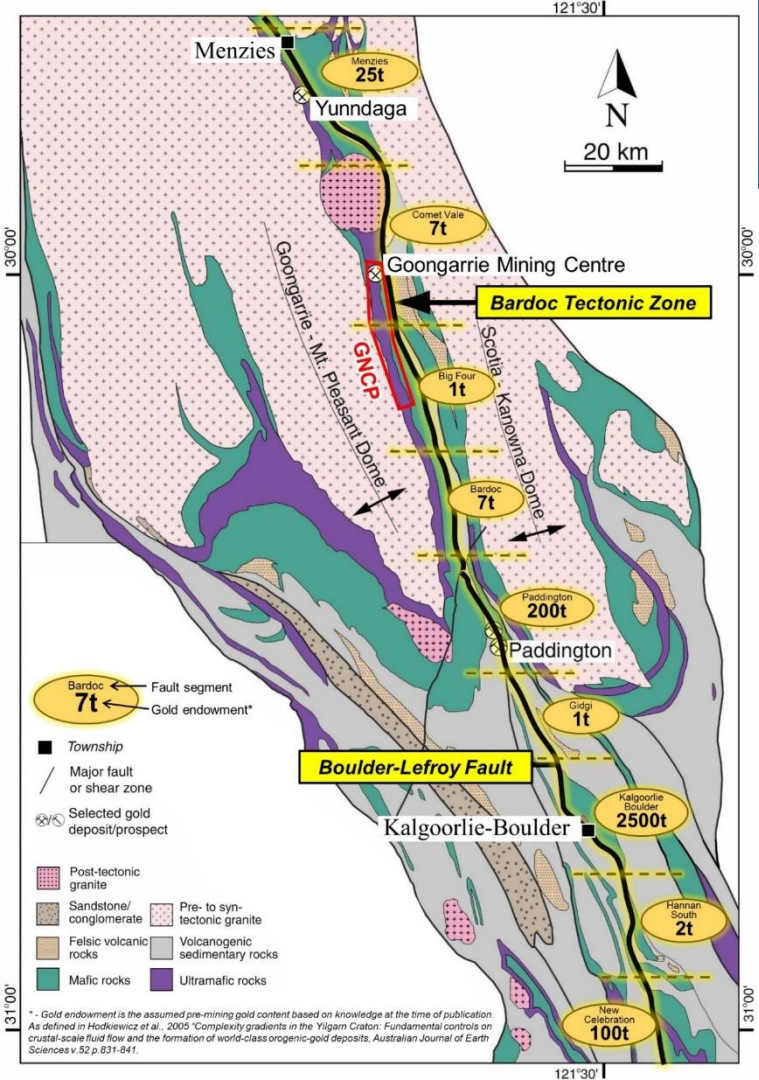 121°30'
Menzies
Menzies
25t
Yunndaga
N
20 km
Comet Vale
7t
30°00'
30°00'
Goongarrie Mining Centre
Bardoc Tectonic Zone
GNCP
Goongarrie - Mt. Pleasant Dome
Scotia - Kanowna Dome
Big Four
1t
Bardoc
7t
Paddington
200t
Paddington
Gidgi
1t
Boulder-Lefroy Fault
Kalgoorlie
Boulder
2500t
Kalgoorlie-Boulder
Hannan
South
2t
New
Celebration
100t
31°00'
31°00'
Bardoc
7t
Fault segment
Gold endowment*
Township
Major fault
or shear zone
Selected gold
deposit/prospect
Post-tectonic
granite
Sandstone/
conglomerate
Pre- to syn-
tectonic granite
Felsic volcanic
rocks
Volcanogenic
sedimentary rocks
Mafic rocks
Ultramafic rocks
* - Gold endowment is the assumed pre-mining gold content based on knowledge at the time of publication.
As defined in Hodkiewicz et al., 2005 "Complexity gradients in the Yilgarn Craton: Fundamental controls on
crustal-scale fluid flow and the formation of world-class orogenic-gold deposits, Australian Journal of Earth
Sciences v.52 p.831-841.
121°30'